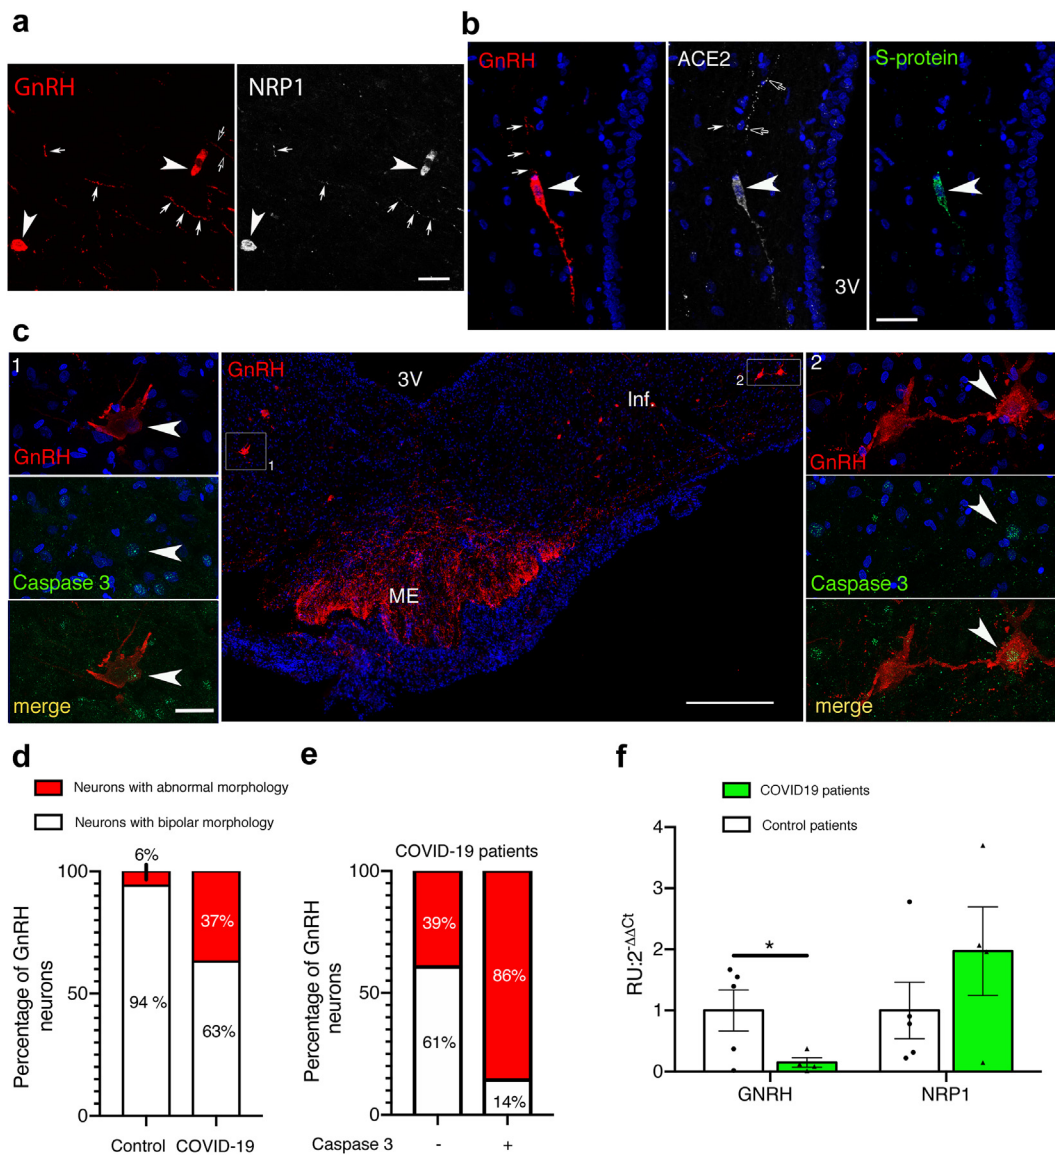 a
GnRH
NRP1
b
GnRH
ACE2
S-protein
3V
c
1
GnRH
Caspase 3
merge
GnRH
3V
Inf.
2
1
ME
2
GnRH
Caspase 3
merge
d
Neurons with abnormal morphology
Neurons with bipolar morphology
Percentage of GnRH
neurons
100
50
0
6%
37%
94 %
63%
Control
COVID-19
e
COVID-19 patients
Percentage of GnRH
neurons
100
50
0
39%
86%
61%
14%
Caspase 3
-
+
f
COVID19 patients
Control patients
RU:2^-ΔΔCt
4
3
2
1
0
*
GNRH
NRP1